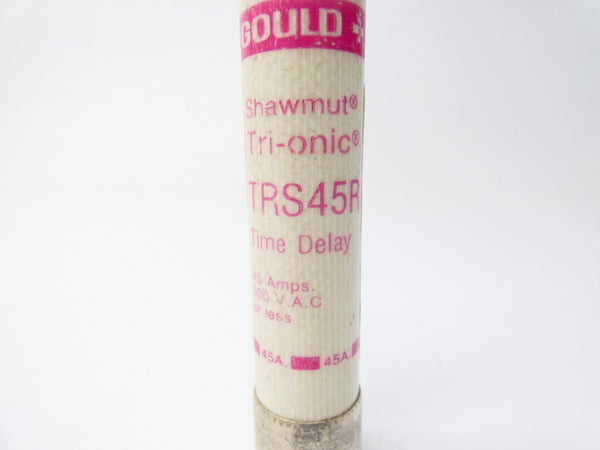 GOULD
Shawmut®
Tri-onic®
TRS45R
Time Delay
45 Amps.
600 V.A.C
or less
45A. 45A.